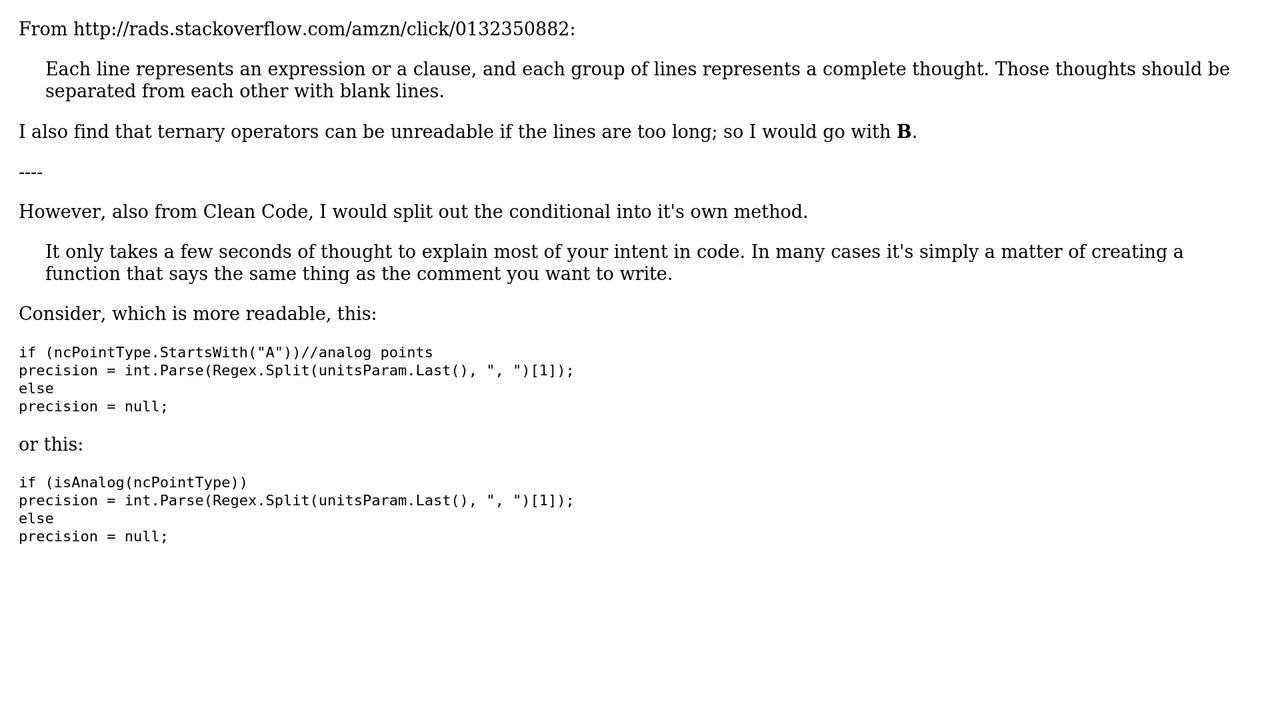 From http://rads.stackoverflow.com/amzn/click/0132350882:
Each line represents an expression or a clause, and each group of lines represents a complete thought. Those thoughts should be
separated from each other with blank lines.
I also find that ternary operators can be unreadable if the lines are too long; so I would go with B.
----
However, also from Clean Code, I would split out the conditional into it's own method.
It only takes a few seconds of thought to explain most of your intent in code. In many cases it's simply a matter of creating a
function that says the same thing as the comment you want to write.
Consider, which is more readable, this:
if (ncPointType.StartsWith("A"))//analog points
precision = int.Parse(Regex.Split(unitsParam.Last(), ", ")[1]);
else
precision = null;
or this:
if (isAnalog(ncPointType))
precision = int.Parse(Regex.Split(unitsParam.Last(), ", ")[1]);
else
precision = null;